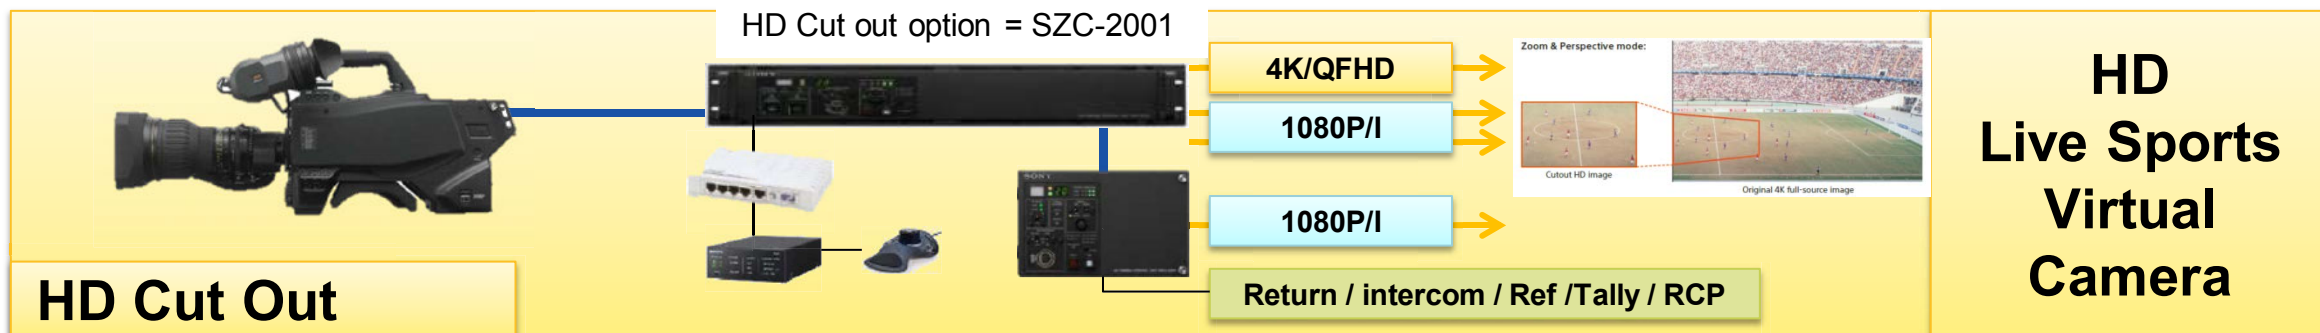 HD Cut out option = SZC-2001
4K/QFHD
1080P/I
1080P/I
Return / intercom / Ref /Tally / RCP
Zoom & Perspective mode:
Cutout HD image
Original 4K full-source image
SONY
HD Cut Out
HD
Live Sports
Virtual
Camera